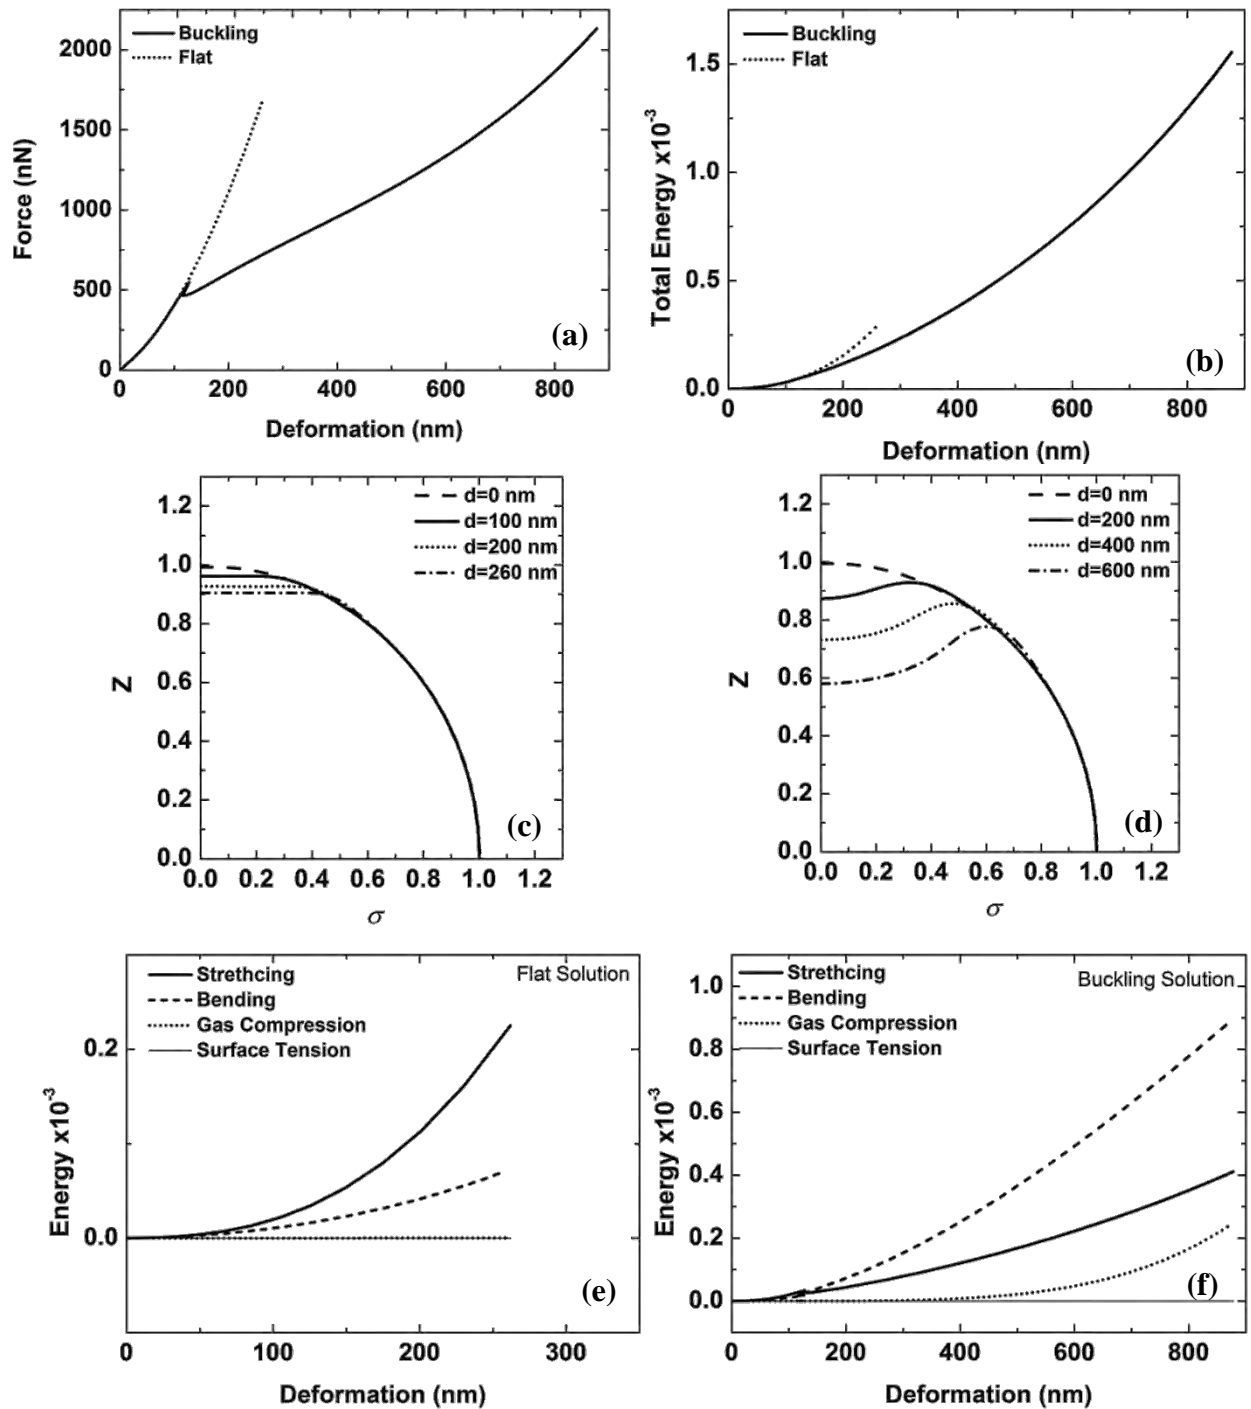 Buckling
Flat
2000
1500
1000
500
0
0 200 400 600 800
Force (nN)
Deformation (nm)
(a)
Buckling
Flat
1.5
1.0
0.5
0.0
0 200 400 600 800
Total Energy x10-3
Deformation (nm)
(b)
d=0 nm
d=100 nm
d=200 nm
d=260 nm
1.2
1.0
0.8
0.6
0.4
0.2
0.0
0.0 0.2 0.4 0.6 0.8 1.0 1.2
Z
σ
(c)
d=0 nm
d=200 nm
d=400 nm
d=600 nm
1.2
1.0
0.8
0.6
0.4
0.2
0.0
0.0 0.2 0.4 0.6 0.8 1.0 1.2
Z
σ
(d)
Strethcing
Bending
Gas Compression
Surface Tension
Flat Solution
0.2
0.0
0 100 200 300
Energy x10-3
Deformation (nm)
(e)
Strethcing
Bending
Gas Compression
Surface Tension
Buckling Solution
1.0
0.8
0.6
0.4
0.2
0.0
0 200 400 600 800
Energy x10-3
Deformation (nm)
(f)